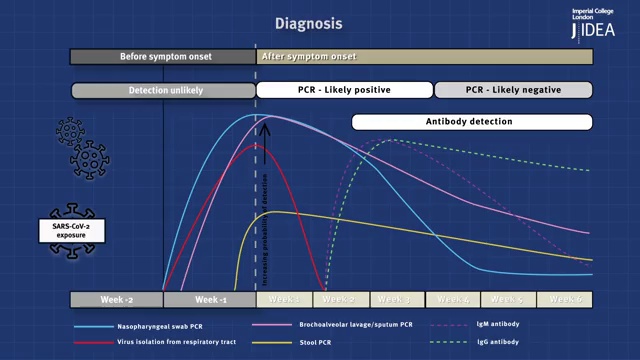 Diagnosis
Imperial College
London
J IDEA
Before symptom onset
After symptom onset
Detection unlikely
PCR - Likely positive
PCR - Likely negative
Antibody detection
Increasing probability of detection
SARS-CoV-2
exposure
Week -2
Week -1
Week 1
Week 2
Week 3
Week 4
Week 5
Week 6
Nasopharyngeal swab PCR
Virus isolation from respiratory tract
Brochoalveolar lavage/sputum PCR
Stool PCR
IgM antibody
IgG antibody